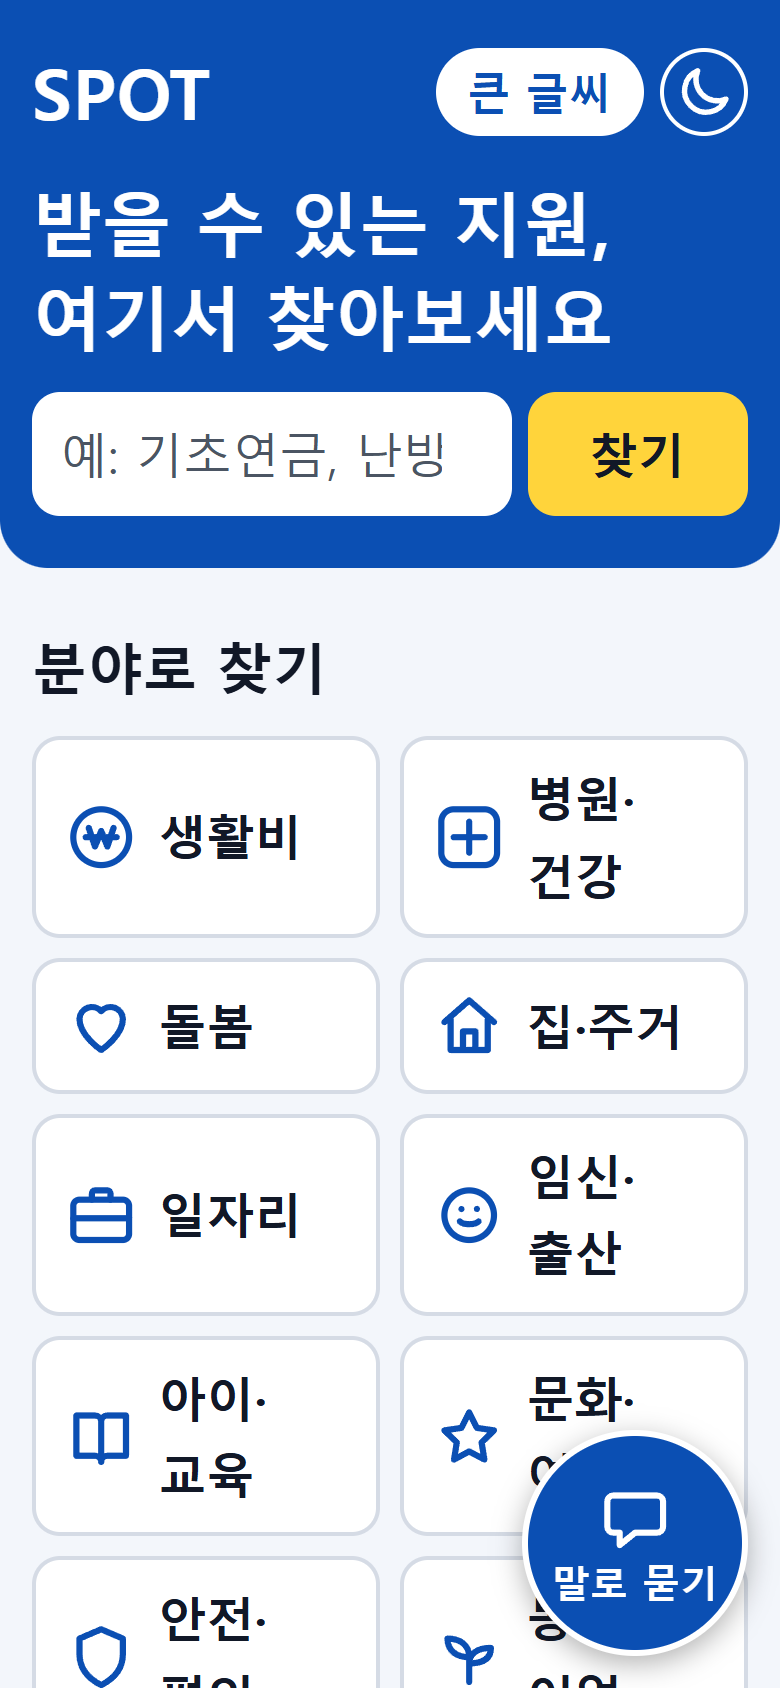 SPOT
큰 글씨
받을 수 있는 지원,
여기서 찾아보세요
예: 기초연금, 난방
찾기
분야로 찾기
생활비
병원·
건강
돌봄
집·주거
일자리
임신·
출산
아이·
교육
문화·
안전·
말로 묻기